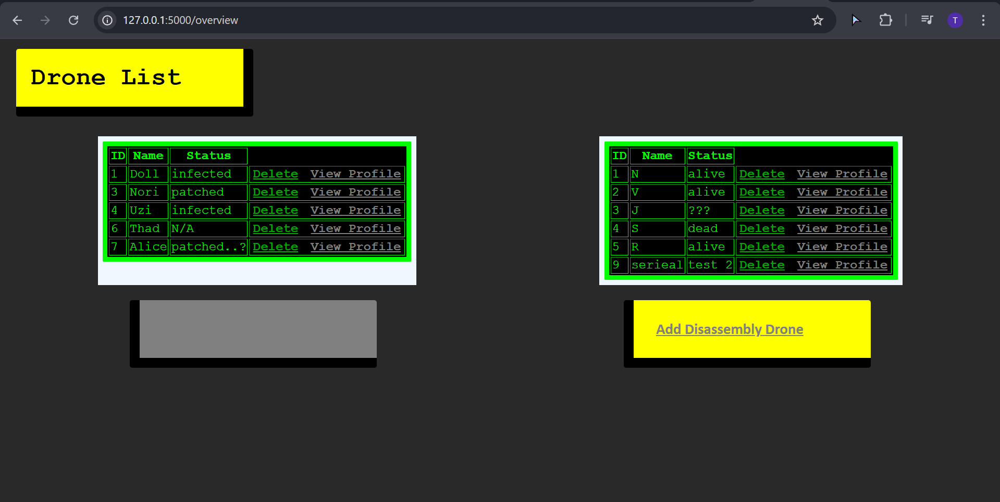 127.0.0.1:5000/overview
T
Drone List
ID Name Status
1 Doll infected Delete View Profile
3 Nori patched Delete View Profile
4 Uzi infected Delete View Profile
6 Thad N/A Delete View Profile
7 Alice patched..? Delete View Profile
ID Name Status
1 N alive Delete View Profile
2 V alive Delete View Profile
3 J ??? Delete View Profile
4 S dead Delete View Profile
5 R alive Delete View Profile
9 serieal test 2 Delete View Profile
Add Disassembly Drone